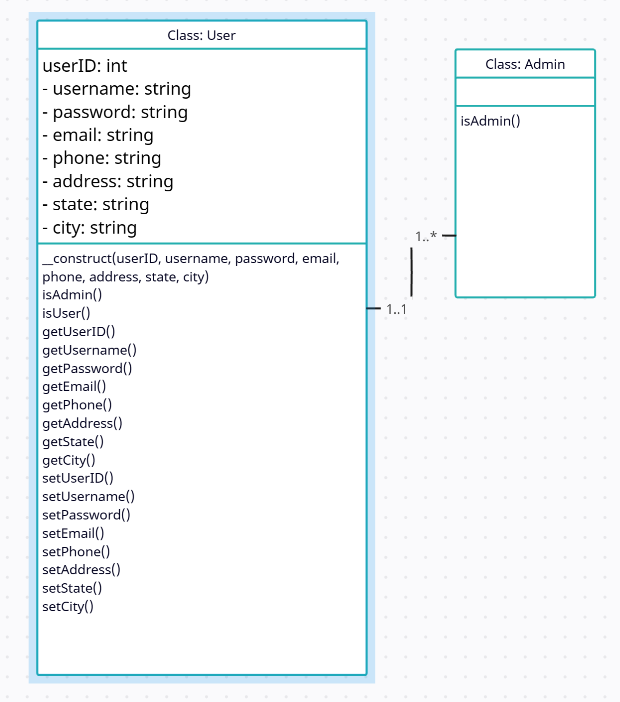 Class: User
userID: int
- username: string
- password: string
- email: string
- phone: string
- address: string
- state: string
- city: string
__construct(userID, username, password, email,
phone, address, state, city)
isAdmin()
isUser()
getUserID()
getUsername()
getPassword()
getEmail()
getPhone()
getAddress()
getState()
getCity()
setUserID()
setUsername()
setPassword()
setEmail()
setPhone()
setAddress()
setState()
setCity()
1..1
1..*
Class: Admin
isAdmin()